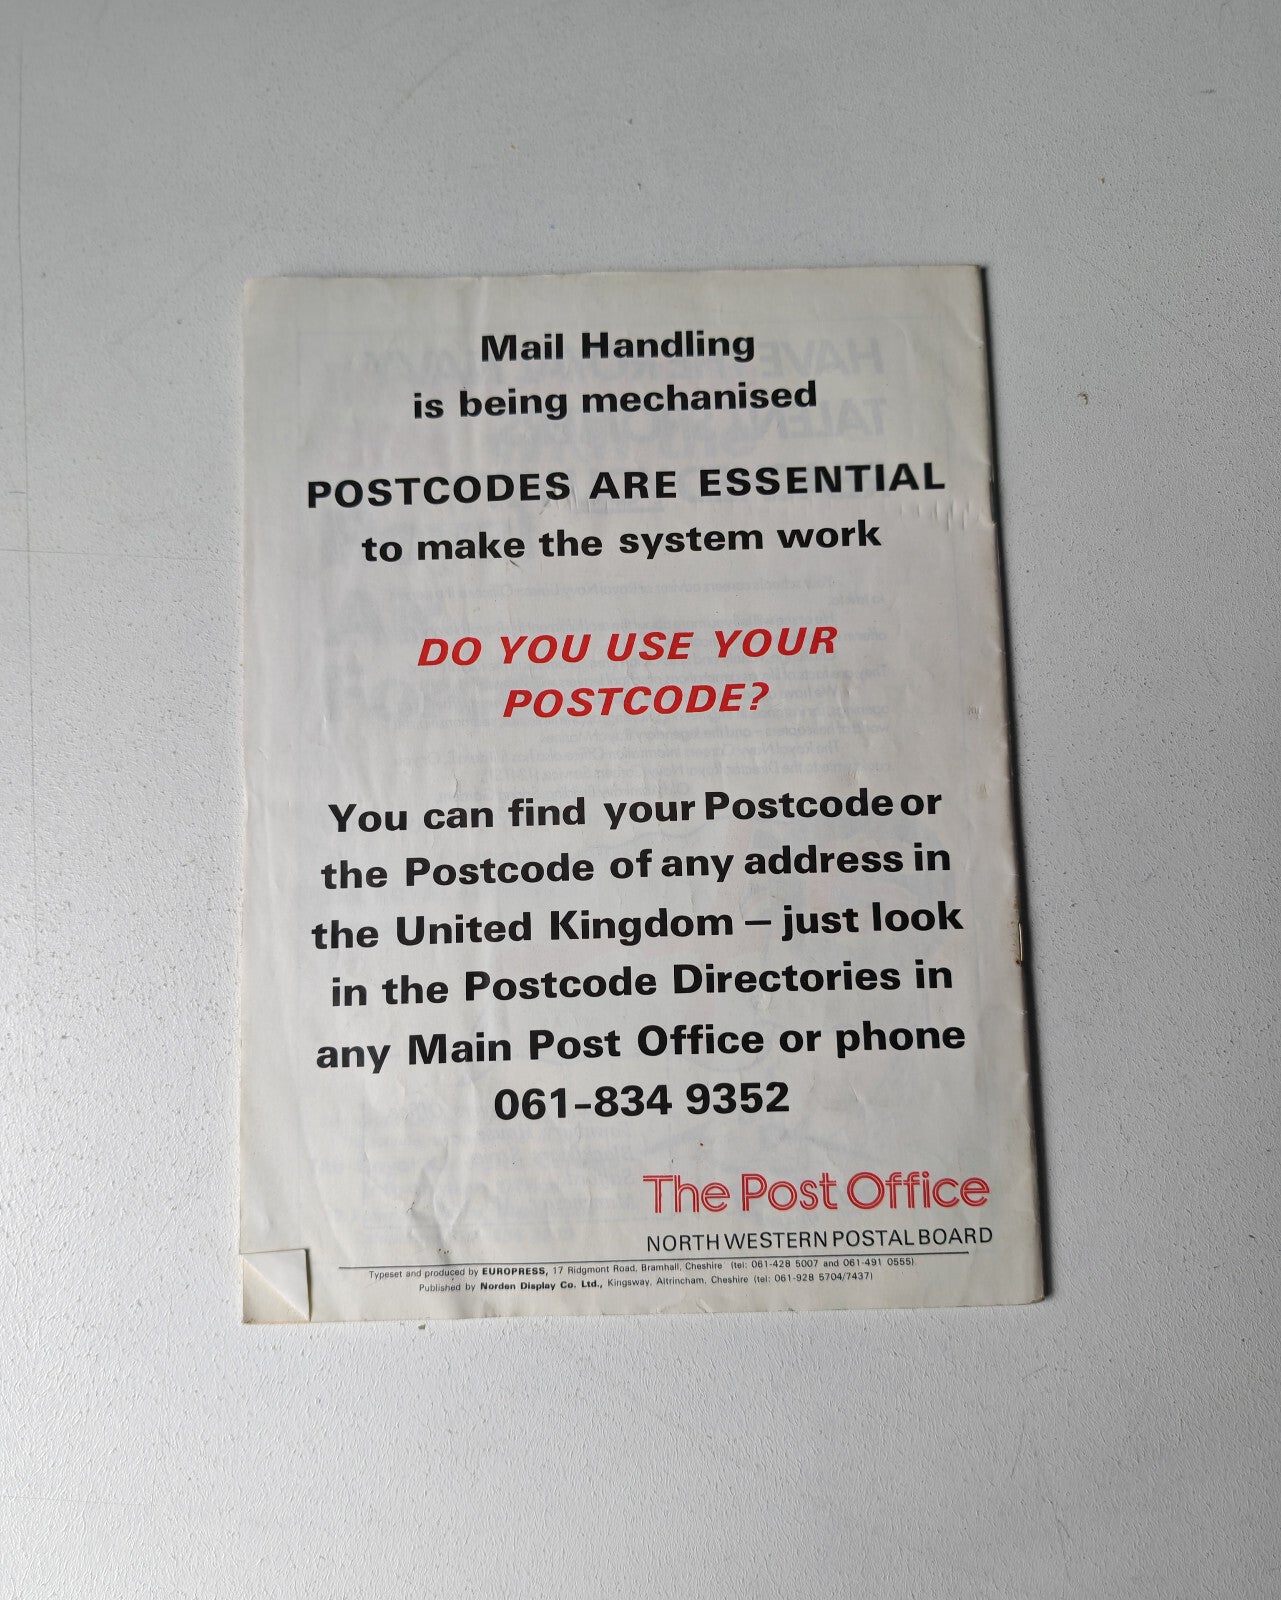 Mail Handling
is being mechanised
POSTCODES ARE ESSENTIAL
to make the system work
DO YOU USE YOUR
POSTCODE?
You can find your Postcode or
the Postcode of any address in
the United Kingdom – just look
in the Postcode Directories in
any Main Post Office or phone
061-834 9352
The Post Office
NORTH WESTERN POSTAL BOARD
Typeset and produced by EUROPRESS, 17 Ridgmont Road, Bramhall, Cheshire (tel: 061-428 5007 and 061-491 0555)
Published by Norden Display Co. Ltd., Kingsway, Altrincham, Cheshire (tel: 061-928 5704/7437)